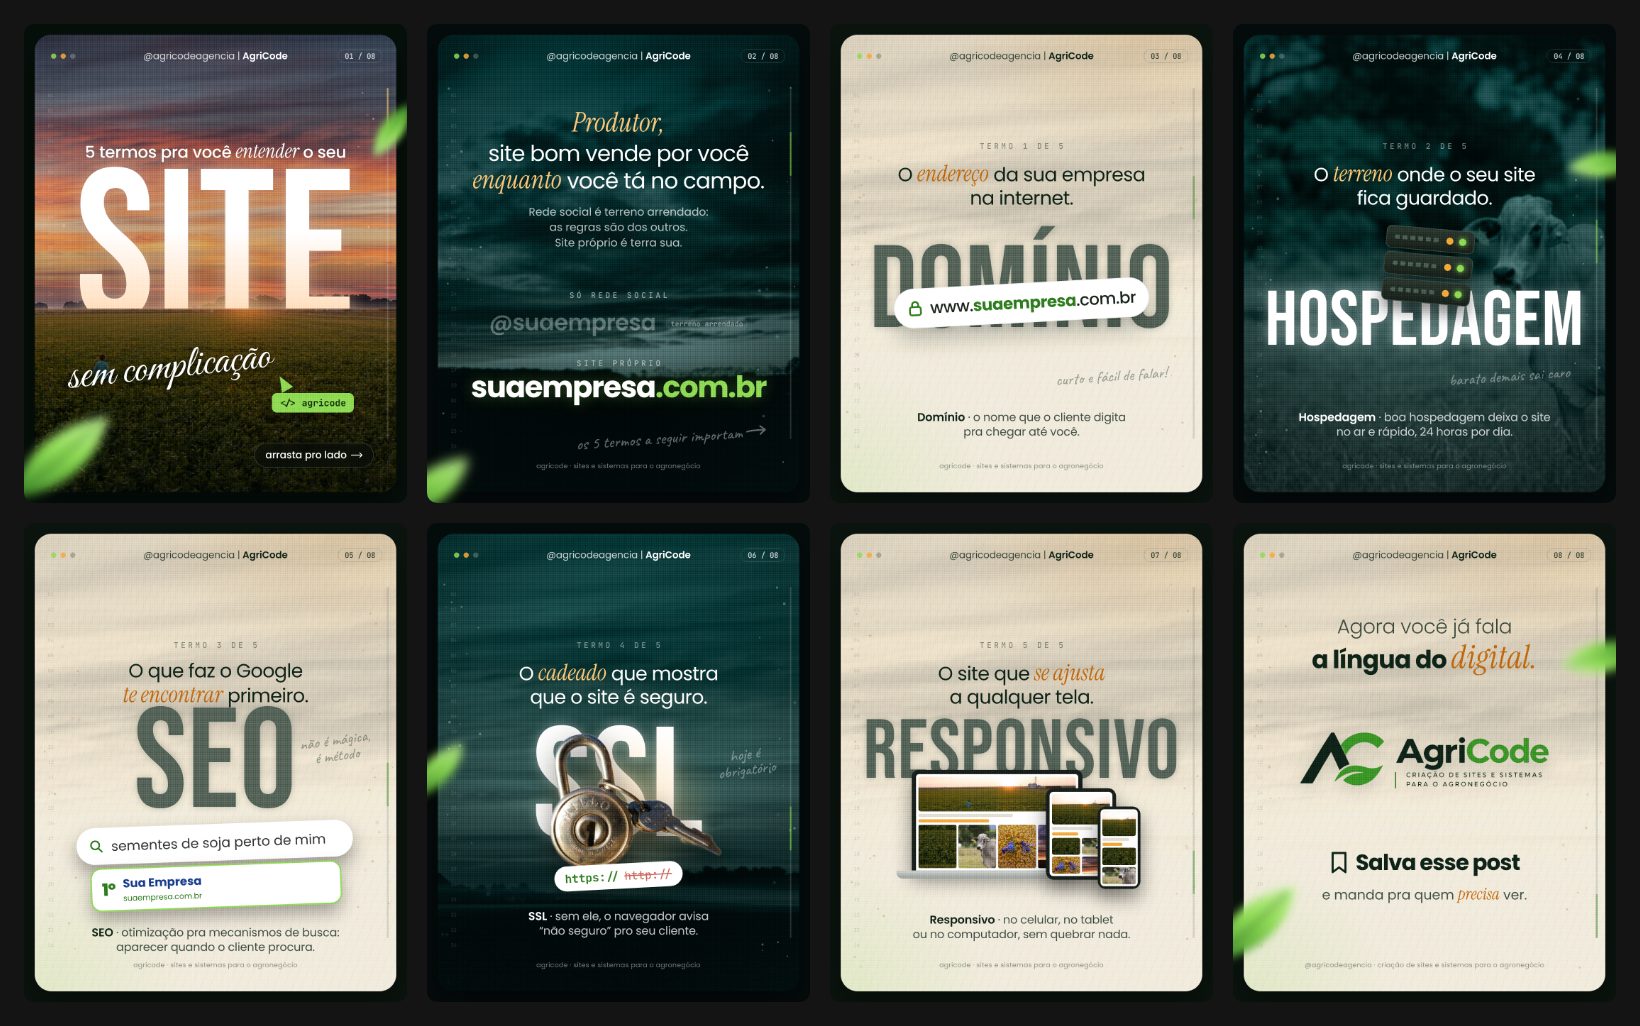 @agricodeagencia | AgriCode
01 / 08
5 termos pra você entender o seu
SITE
sem complicação
</> agricode
arrasta pro lado →
@agricodeagencia | AgriCode
02 / 08
Produtor,
site bom vende por você
enquanto você tá no campo.
Rede social é terreno arrendado:
as regras são dos outros.
Site próprio é terra sua.
SÓ REDE SOCIAL
@suaempresa
terreno arrendado
SITE PRÓPRIO
suaempresa.com.br
os 5 termos a seguir importam →
agricode · sites e sistemas para o agronegócio
@agricodeagencia | AgriCode
03 / 08
TERMO 1 DE 5
O endereço da sua empresa
na internet.
DOMÍNIO
www.suaempresa.com.br
curto e fácil de falar!
Domínio · o nome que o cliente digita
pra chegar até você.
agricode · sites e sistemas para o agronegócio
@agricodeagencia | AgriCode
04 / 08
TERMO 2 DE 5
O terreno onde o seu site
fica guardado.
HOSPEDAGEM
barato demais sai caro
Hospedagem · boa hospedagem deixa o site
no ar e rápido, 24 horas por dia.
agricode · sites e sistemas para o agronegócio
@agricodeagencia | AgriCode
05 / 08
TERMO 3 DE 5
O que faz o Google
te encontrar primeiro.
SEO
não é mágica,
é método
sementes de soja perto de mim
1º Sua Empresa
suaempresa.com.br
SEO · otimização pra mecanismos de busca:
aparecer quando o cliente procura.
agricode · sites e sistemas para o agronegócio
@agricodeagencia | AgriCode
06 / 08
TERMO 4 DE 5
O cadeado que mostra
que o site é seguro.
SSL
hoje é
obrigatório
https:// http://
SSL · sem ele, o navegador avisa
"não seguro" pro seu cliente.
agricode · sites e sistemas para o agronegócio
@agricodeagencia | AgriCode
07 / 08
TERMO 5 DE 5
O site que se ajusta
a qualquer tela.
RESPONSIVO
Responsivo · no celular, no tablet
ou no computador, sem quebrar nada.
agricode · sites e sistemas para o agronegócio
@agricodeagencia | AgriCode
08 / 08
Agora você já fala
a língua do digital.
AgriCode
CRIAÇÃO DE SITES E SISTEMAS
PARA O AGRONEGÓCIO
Salva esse post
e manda pra quem precisa ver.
@agricodeagencia · criação de sites e sistemas para o agronegócio